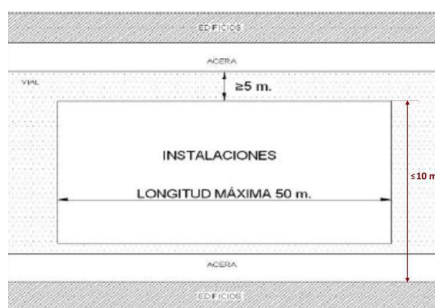 EDIFICIOS
ACERA
VIAL
≥5 m.
INSTALACIONES
≤10 m
LONGITUD MÁXIMA 50 m.
ACERA
EDIFICIOS